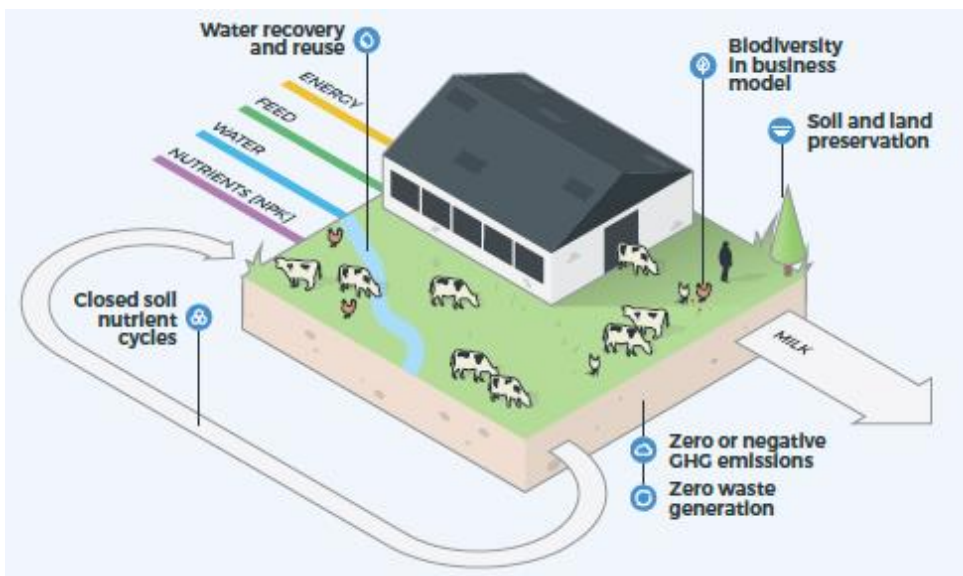 Water recovery
and reuse
Biodiversity
in business
model
Soil and land
preservation
ENERGY
FEED
WATER
NUTRIENTS [NPK]
Closed soil
nutrient
cycles
MILK
Zero or negative
GHG emissions
Zero waste
generation